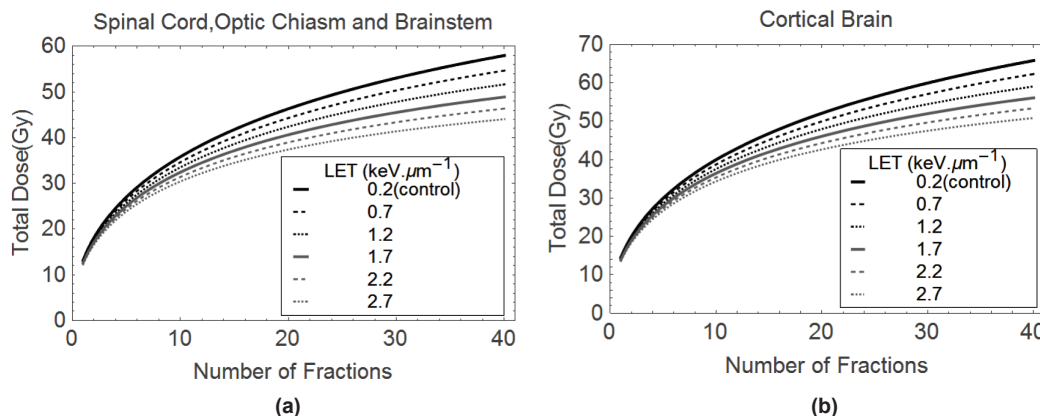 Spinal Cord,Optic Chiasm and Brainstem
60
50
40
30
20
10
0
Total Dose(Gy)
LET (keV.μm⁻¹)
0.2(control)
0.7
1.2
1.7
2.2
2.7
0 10 20 30 40
Number of Fractions
(a)
Cortical Brain
70
60
50
40
30
20
10
0
Total Dose(Gy)
LET (keV.μm⁻¹)
0.2(control)
0.7
1.2
1.7
2.2
2.7
0 10 20 30 40
Number of Fractions
(b)